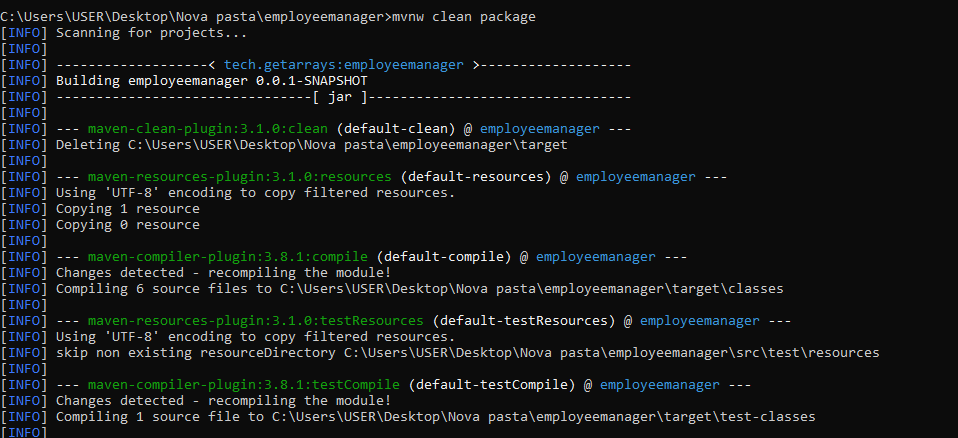 C:\Users\USER\Desktop\Nova pasta\employeemanager>mvnw clean package
[INFO] Scanning for projects...
[INFO]
[INFO] -------------------< tech.getarrays:employeemanager >-------------------
[INFO] Building employeemanager 0.0.1-SNAPSHOT
[INFO] --------------------------------[ jar ]---------------------------------
[INFO]
[INFO] --- maven-clean-plugin:3.1.0:clean (default-clean) @ employeemanager ---
[INFO] Deleting C:\Users\USER\Desktop\Nova pasta\employeemanager\target
[INFO]
[INFO] --- maven-resources-plugin:3.1.0:resources (default-resources) @ employeemanager ---
[INFO] Using 'UTF-8' encoding to copy filtered resources.
[INFO] Copying 1 resource
[INFO] Copying 0 resource
[INFO]
[INFO] --- maven-compiler-plugin:3.8.1:compile (default-compile) @ employeemanager ---
[INFO] Changes detected - recompiling the module!
[INFO] Compiling 6 source files to C:\Users\USER\Desktop\Nova pasta\employeemanager\target\classes
[INFO]
[INFO] --- maven-resources-plugin:3.1.0:testResources (default-testResources) @ employeemanager ---
[INFO] Using 'UTF-8' encoding to copy filtered resources.
[INFO] skip non existing resourceDirectory C:\Users\USER\Desktop\Nova pasta\employeemanager\src\test\resources
[INFO]
[INFO] --- maven-compiler-plugin:3.8.1:testCompile (default-testCompile) @ employeemanager ---
[INFO] Changes detected - recompiling the module!
[INFO] Compiling 1 source file to C:\Users\USER\Desktop\Nova pasta\employeemanager\target\test-classes
[INFO]